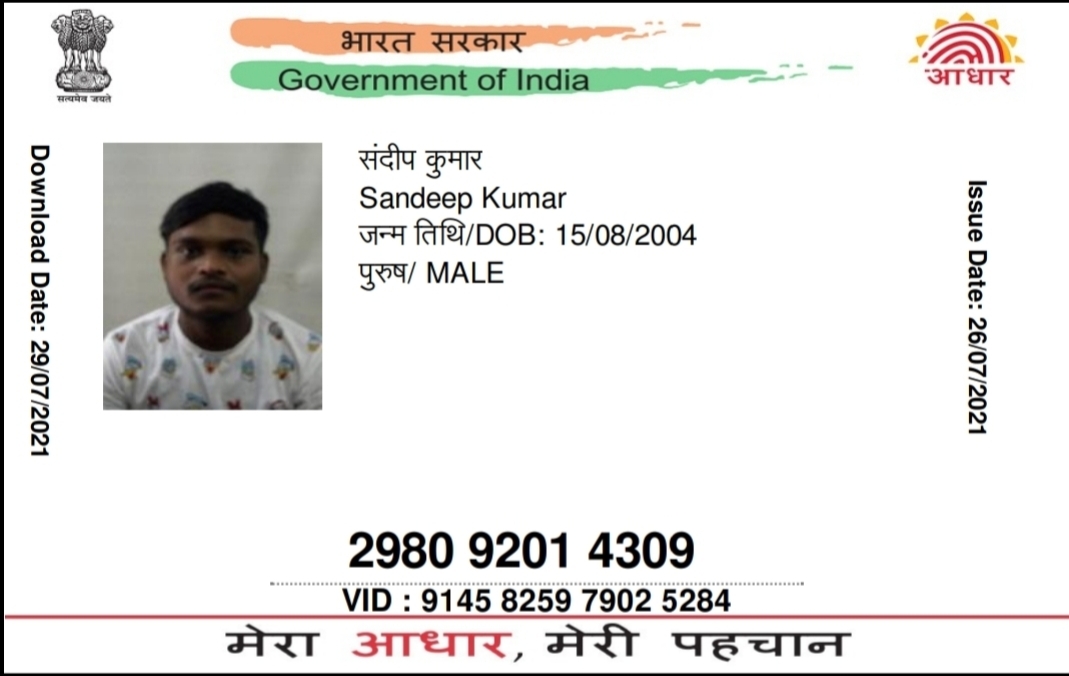 सत्यमेव जयते
भारत सरकार
Government of India
आधार
Download Date: 29/07/2021
संदीप कुमार
Sandeep Kumar
जन्म तिथि/DOB: 15/08/2004
पुरुष/ MALE
Issue Date: 26/07/2021
2980 9201 4309
VID : 9145 8259 7902 5284
मेरा आधार, मेरी पहचान